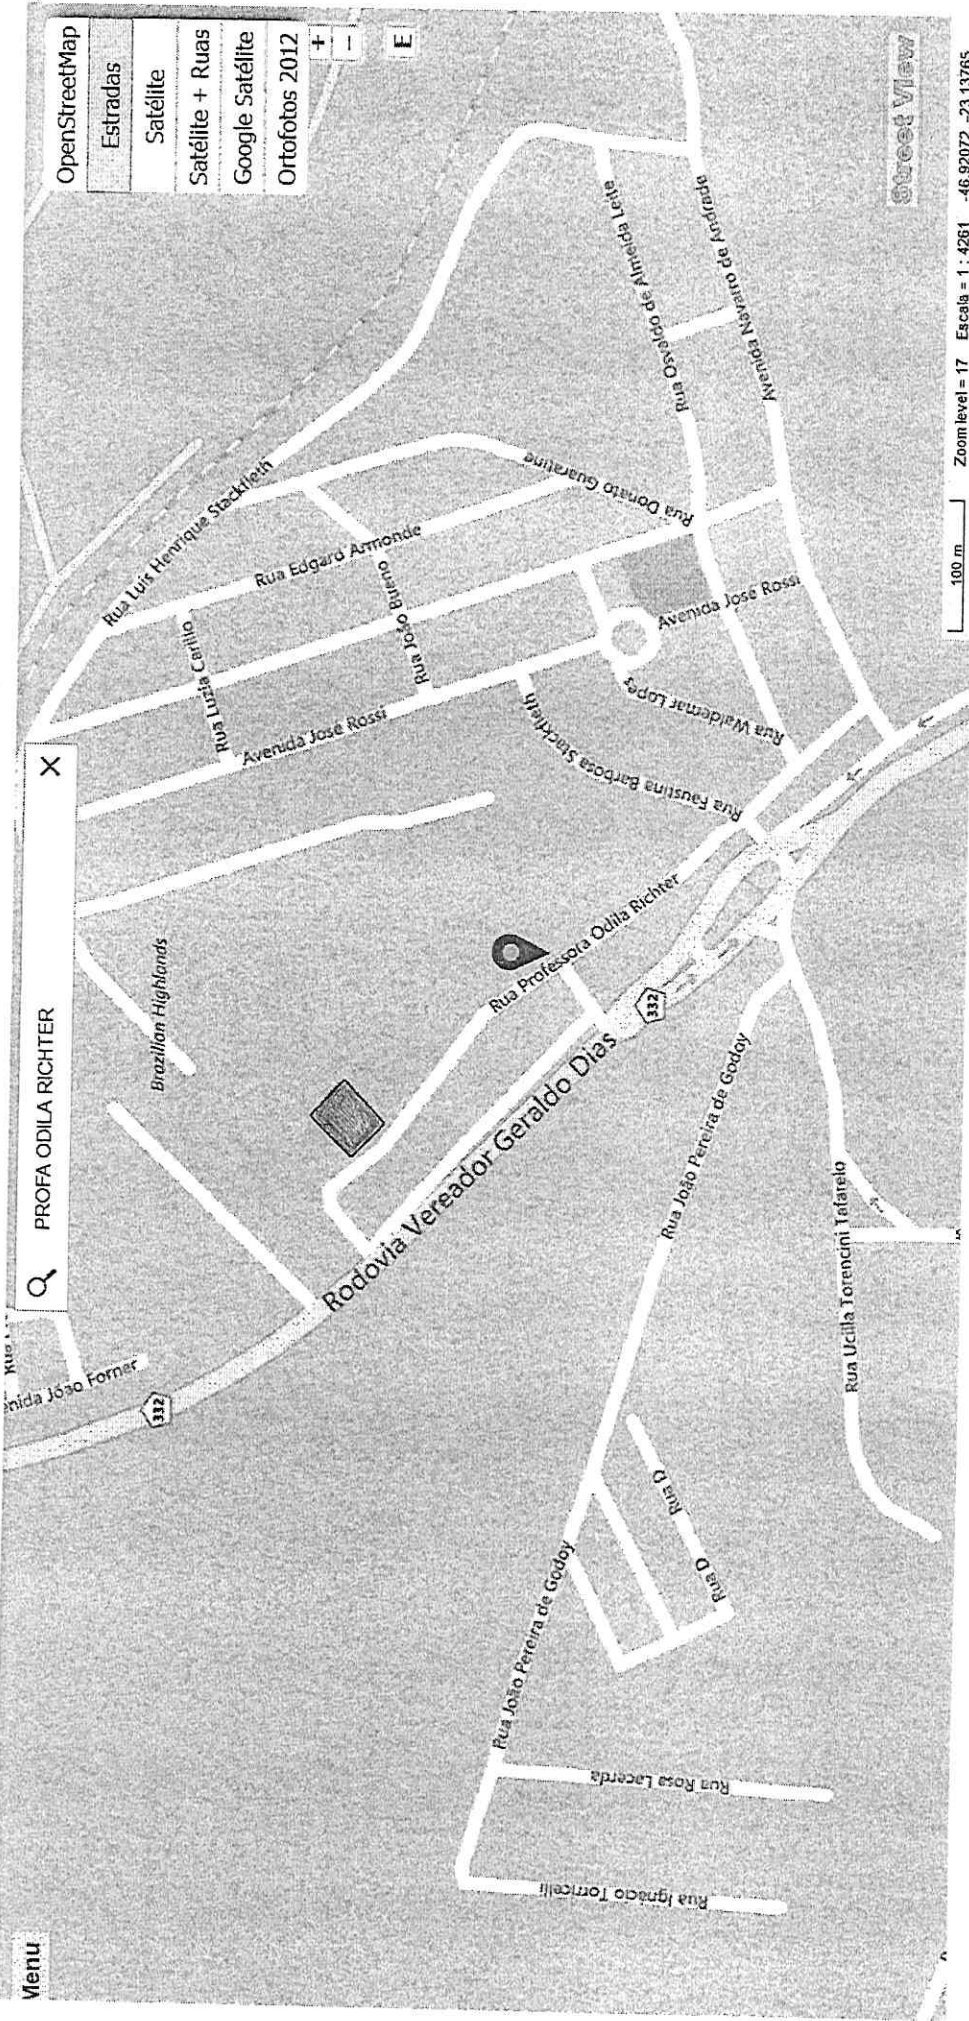 Menu
PROFA ODILA RICHTER
OpenStreetMap
Estradas
Satélite
Satélite + Ruas
Google Satélite
Ortofotos 2012
+
−
E
Avenida João Forner
332
Brazilian Highlands
Rua Luis Henrique Stackfleth
Rua Luzia Carillo
Avenida José Rossi
Rua Edgard Armonde
Rua João Bueno
Rua Donato Guaratine
Rua Faustina Barbosa Stackfleth
Rua Waldemar Lopes
Avenida José Rossi
Rua Osvaldo de Almeida Leite
Avenida Navarro de Andrade
Rua Professora Odila Richter
Rodovia Vereador Geraldo Dias
332
Rua João Pereira de Godoy
Rua João Pereira de Godoy
Rua D
Rua D
Rua Rosa Lacerda
Rua Ignacio Torricelli
Rua Ucilla Torencini Tafarelo
Street View
100 m
Zoom level = 17 Escala = 1 : 4261 -46.92072 -23.13765